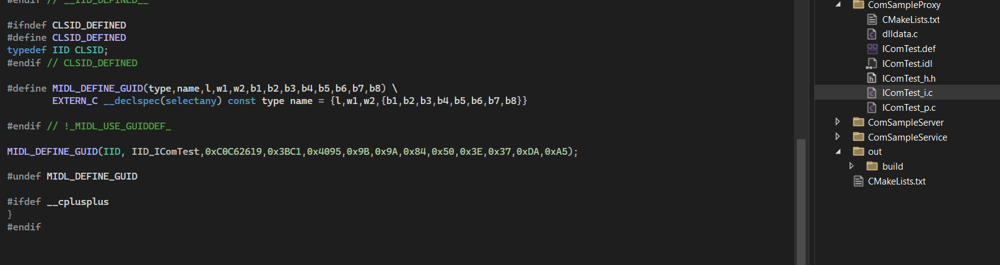 #endif // __IID_DEFINED__
#ifndef CLSID_DEFINED
#define CLSID_DEFINED
typedef IID CLSID;
#endif // CLSID_DEFINED
#define MIDL_DEFINE_GUID(type,name,l,w1,w2,b1,b2,b3,b4,b5,b6,b7,b8) \
EXTERN_C __declspec(selectany) const type name = {l,w1,w2,{b1,b2,b3,b4,b5,b6,b7,b8}}
#endif // !_MIDL_USE_GUIDDEF_
MIDL_DEFINE_GUID(IID, IID_IComTest,0xC0C62619,0x3BC1,0x4095,0x9B,0x9A,0x84,0x50,0x3E,0x37,0xDA,0xA5);
#undef MIDL_DEFINE_GUID
#ifdef __cplusplus
}
#endif
ComSampleProxy
CMakeLists.txt
dlldata.c
IComTest.def
IComTest.idl
IComTest_h.h
IComTest_i.c
IComTest_p.c
ComSampleServer
ComSampleService
out
build
CMakeLists.txt